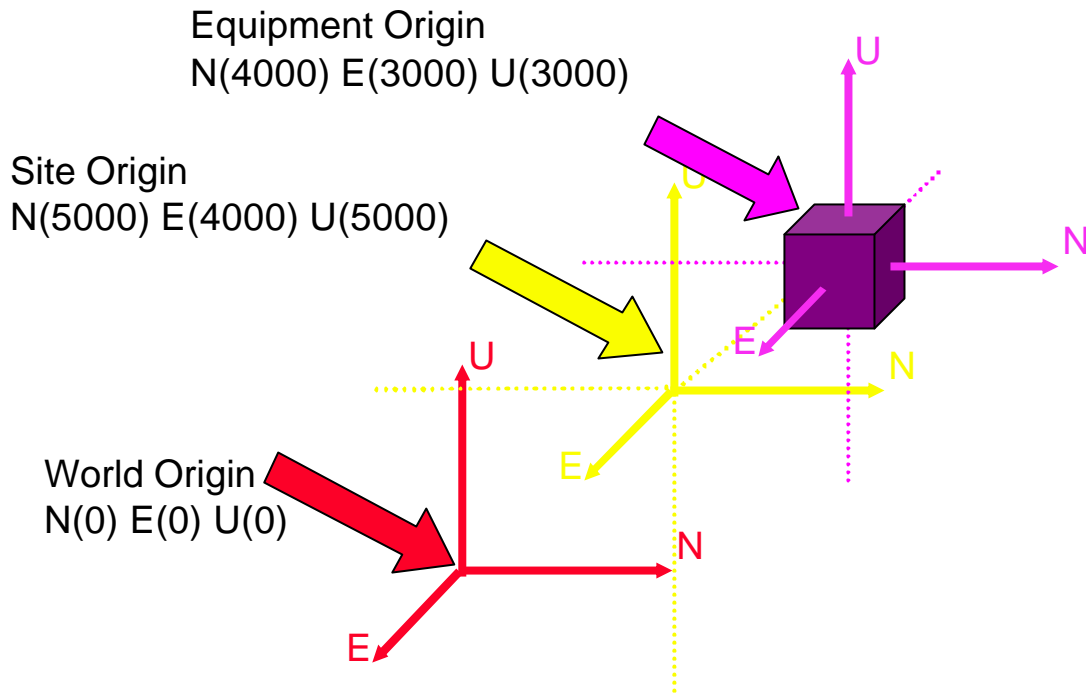 Equipment Origin
N(4000) E(3000) U(3000)
U
Site Origin
N(5000) E(4000) U(5000)
U
N
E
N
U
E
World Origin
N(0) E(0) U(0)
N
E